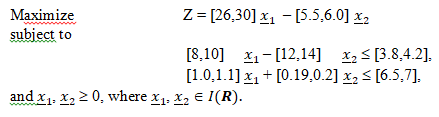 Maximize Z = [26,30] x₁ − [5.5,6.0] x₂
subject to
[8,10] x₁ − [12,14] x₂ ≤ [3.8,4.2],
[1.0,1.1] x₁ + [0.19,0.2] x₂ ≤ [6.5,7],
and x₁, x₂ ≥ 0, where x₁, x₂ ∈ I(R).